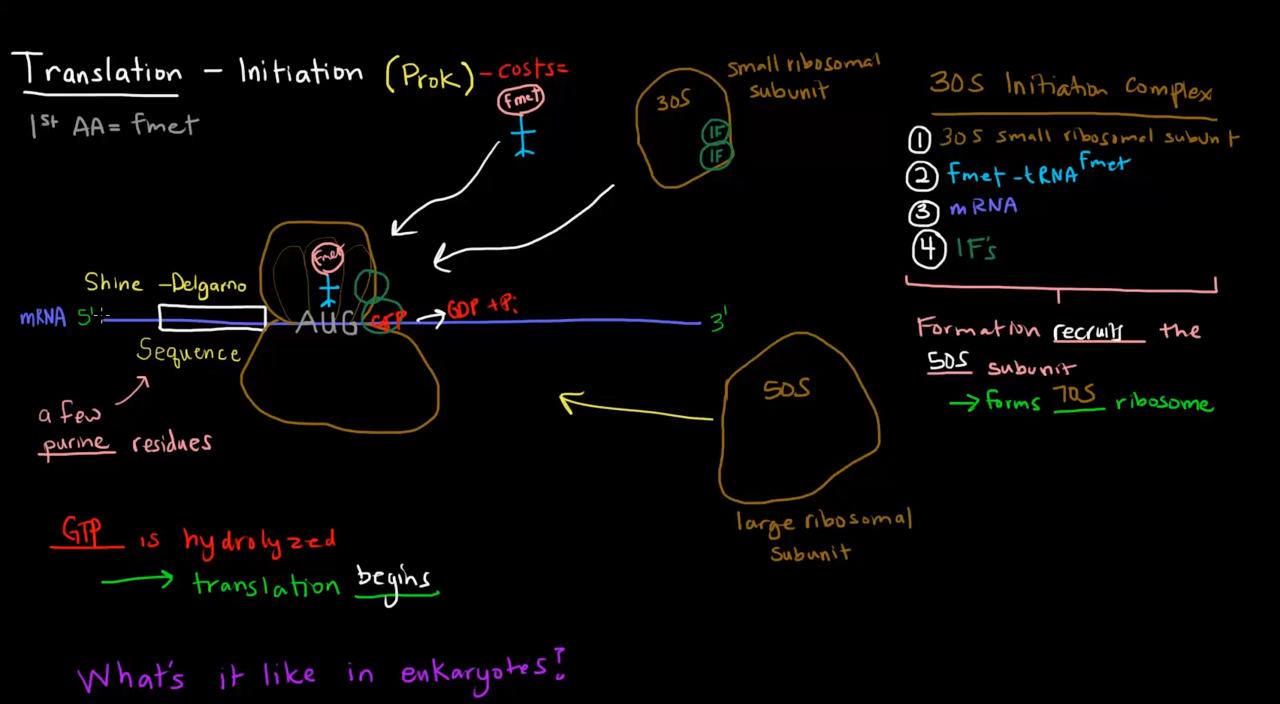 Translation - Initiation (Prok) - costs=
1st AA = fmet
fmet
small ribosomal
subunit
30S
IF
IF
30S Initiation Complex
1 30S small ribosomal subunt
2 fmet-tRNA fmet
3 mRNA
4 IF's
Formation recruits the
50S subunit
→ forms 70S ribosome
Fmet
Shine-Delgarno
mRNA 5'
AUG
GTP → GDP + Pi
3'
Sequence
a few
purine residues
50S
large ribosomal
subunit
GTP is hydrolyzed
→ translation begins
What's it like in eukaryotes?